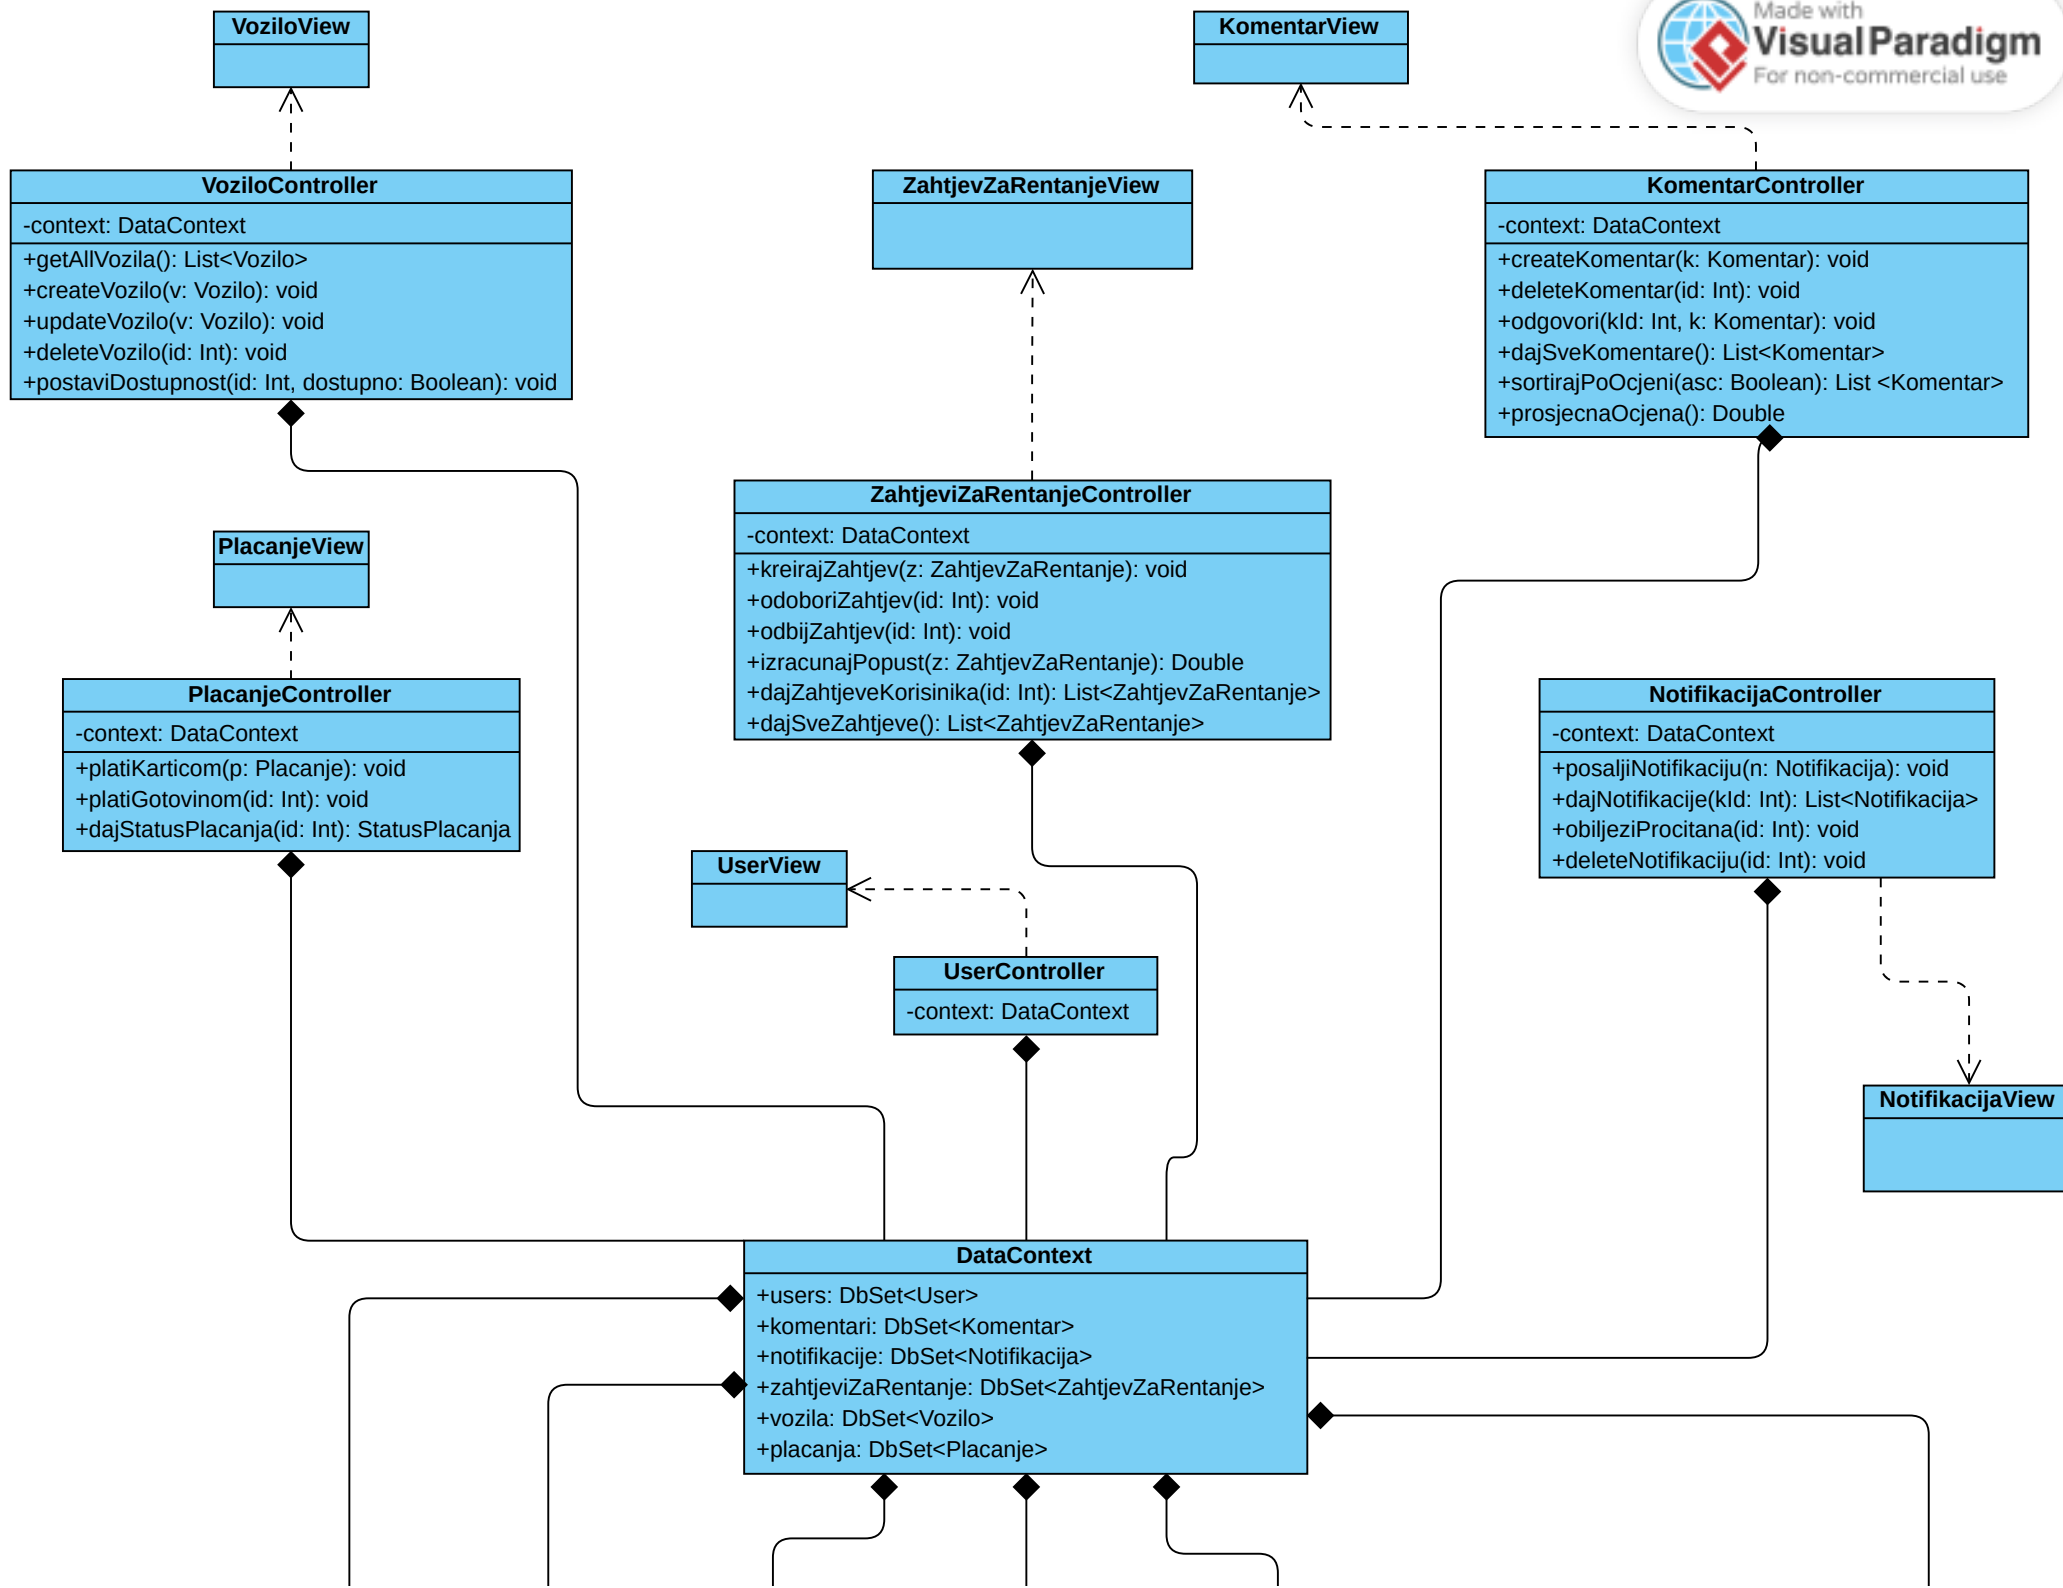 VoziloView
KomentarView
Made with
Visual Paradigm
For non-commercial use
VoziloController
-context: DataContext
+getAllVozila(): List<Vozilo>
+createVozilo(v: Vozilo): void
+updateVozilo(v: Vozilo): void
+deleteVozilo(id: Int): void
+postaviDostupnost(id: Int, dostupno: Boolean): void
ZahtjevZaRentanjeView
KomentarController
-context: DataContext
+createKomentar(k: Komentar): void
+deleteKomentar(id: Int): void
+odgovori(kId: Int, k: Komentar): void
+dajSveKomentare(): List<Komentar>
+sortirajPoOcjeni(asc: Boolean): List <Komentar>
+prosjecnaOcjena(): Double
ZahtjeviZaRentanjeController
-context: DataContext
+kreirajZahtjev(z: ZahtjevZaRentanje): void
+odoboriZahtjev(id: Int): void
+odbijZahtjev(id: Int): void
+izracunajPopust(z: ZahtjevZaRentanje): Double
+dajZahtjeveKorisinika(id: Int): List<ZahtjevZaRentanje>
+dajSveZahtjeve(): List<ZahtjevZaRentanje>
PlacanjeView
PlacanjeController
-context: DataContext
+platiKarticom(p: Placanje): void
+platiGotovinom(id: Int): void
+dajStatusPlacanja(id: Int): StatusPlacanja
NotifikacijaController
-context: DataContext
+posaljiNotifikaciju(n: Notifikacija): void
+dajNotifikacije(kId: Int): List<Notifikacija>
+obiljeziProcitana(id: Int): void
+deleteNotifikaciju(id: Int): void
UserView
UserController
-context: DataContext
NotifikacijaView
DataContext
+users: DbSet<User>
+komentari: DbSet<Komentar>
+notifikacije: DbSet<Notifikacija>
+zahtjeviZaRentanje: DbSet<ZahtjevZaRentanje>
+vozila: DbSet<Vozilo>
+placanja: DbSet<Placanje>